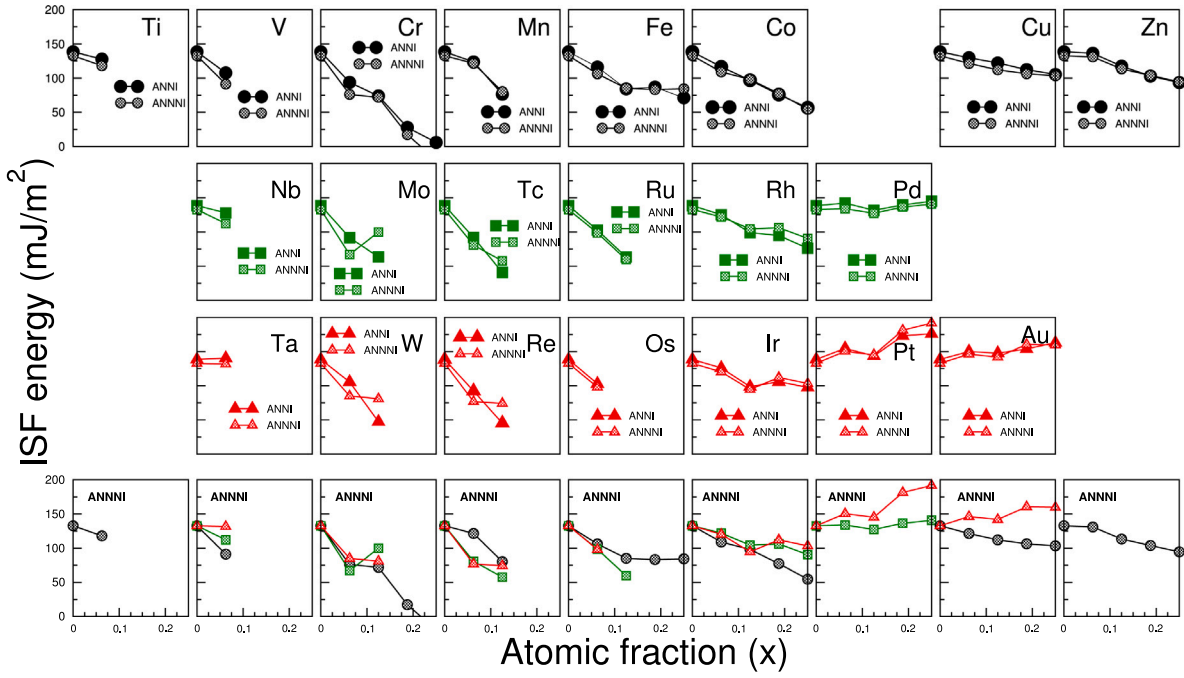 ISF energy (mJ/m²)
200
150
100
50
0
Ti
ANNI
ANNNI
V
ANNI
ANNNI
Cr
ANNI
ANNNI
Mn
ANNI
ANNNI
Fe
ANNI
ANNNI
Co
ANNI
ANNNI
Cu
ANNI
ANNNI
Zn
ANNI
ANNNI
Nb
ANNI
ANNNI
Mo
ANNI
ANNNI
Tc
ANNI
ANNNI
Ru
ANNI
ANNNI
Rh
ANNI
ANNNI
Pd
ANNI
ANNNI
Ta
ANNI
ANNNI
W
ANNI
ANNNI
Re
ANNI
ANNNI
Os
ANNI
ANNNI
Ir
ANNI
ANNNI
Pt
ANNI
ANNNI
Au
ANNI
ANNNI
200
150
100
50
0
ANNNI
ANNNI
ANNNI
ANNNI
ANNNI
ANNNI
ANNNI
ANNNI
ANNNI
0 0.1 0.2
0 0.1 0.2
0 0.1 0.2
0 0.1 0.2
0 0.1 0.2
0 0.1 0.2
0 0.1 0.2
0 0.1 0.2
0 0.1 0.2
Atomic fraction (x)